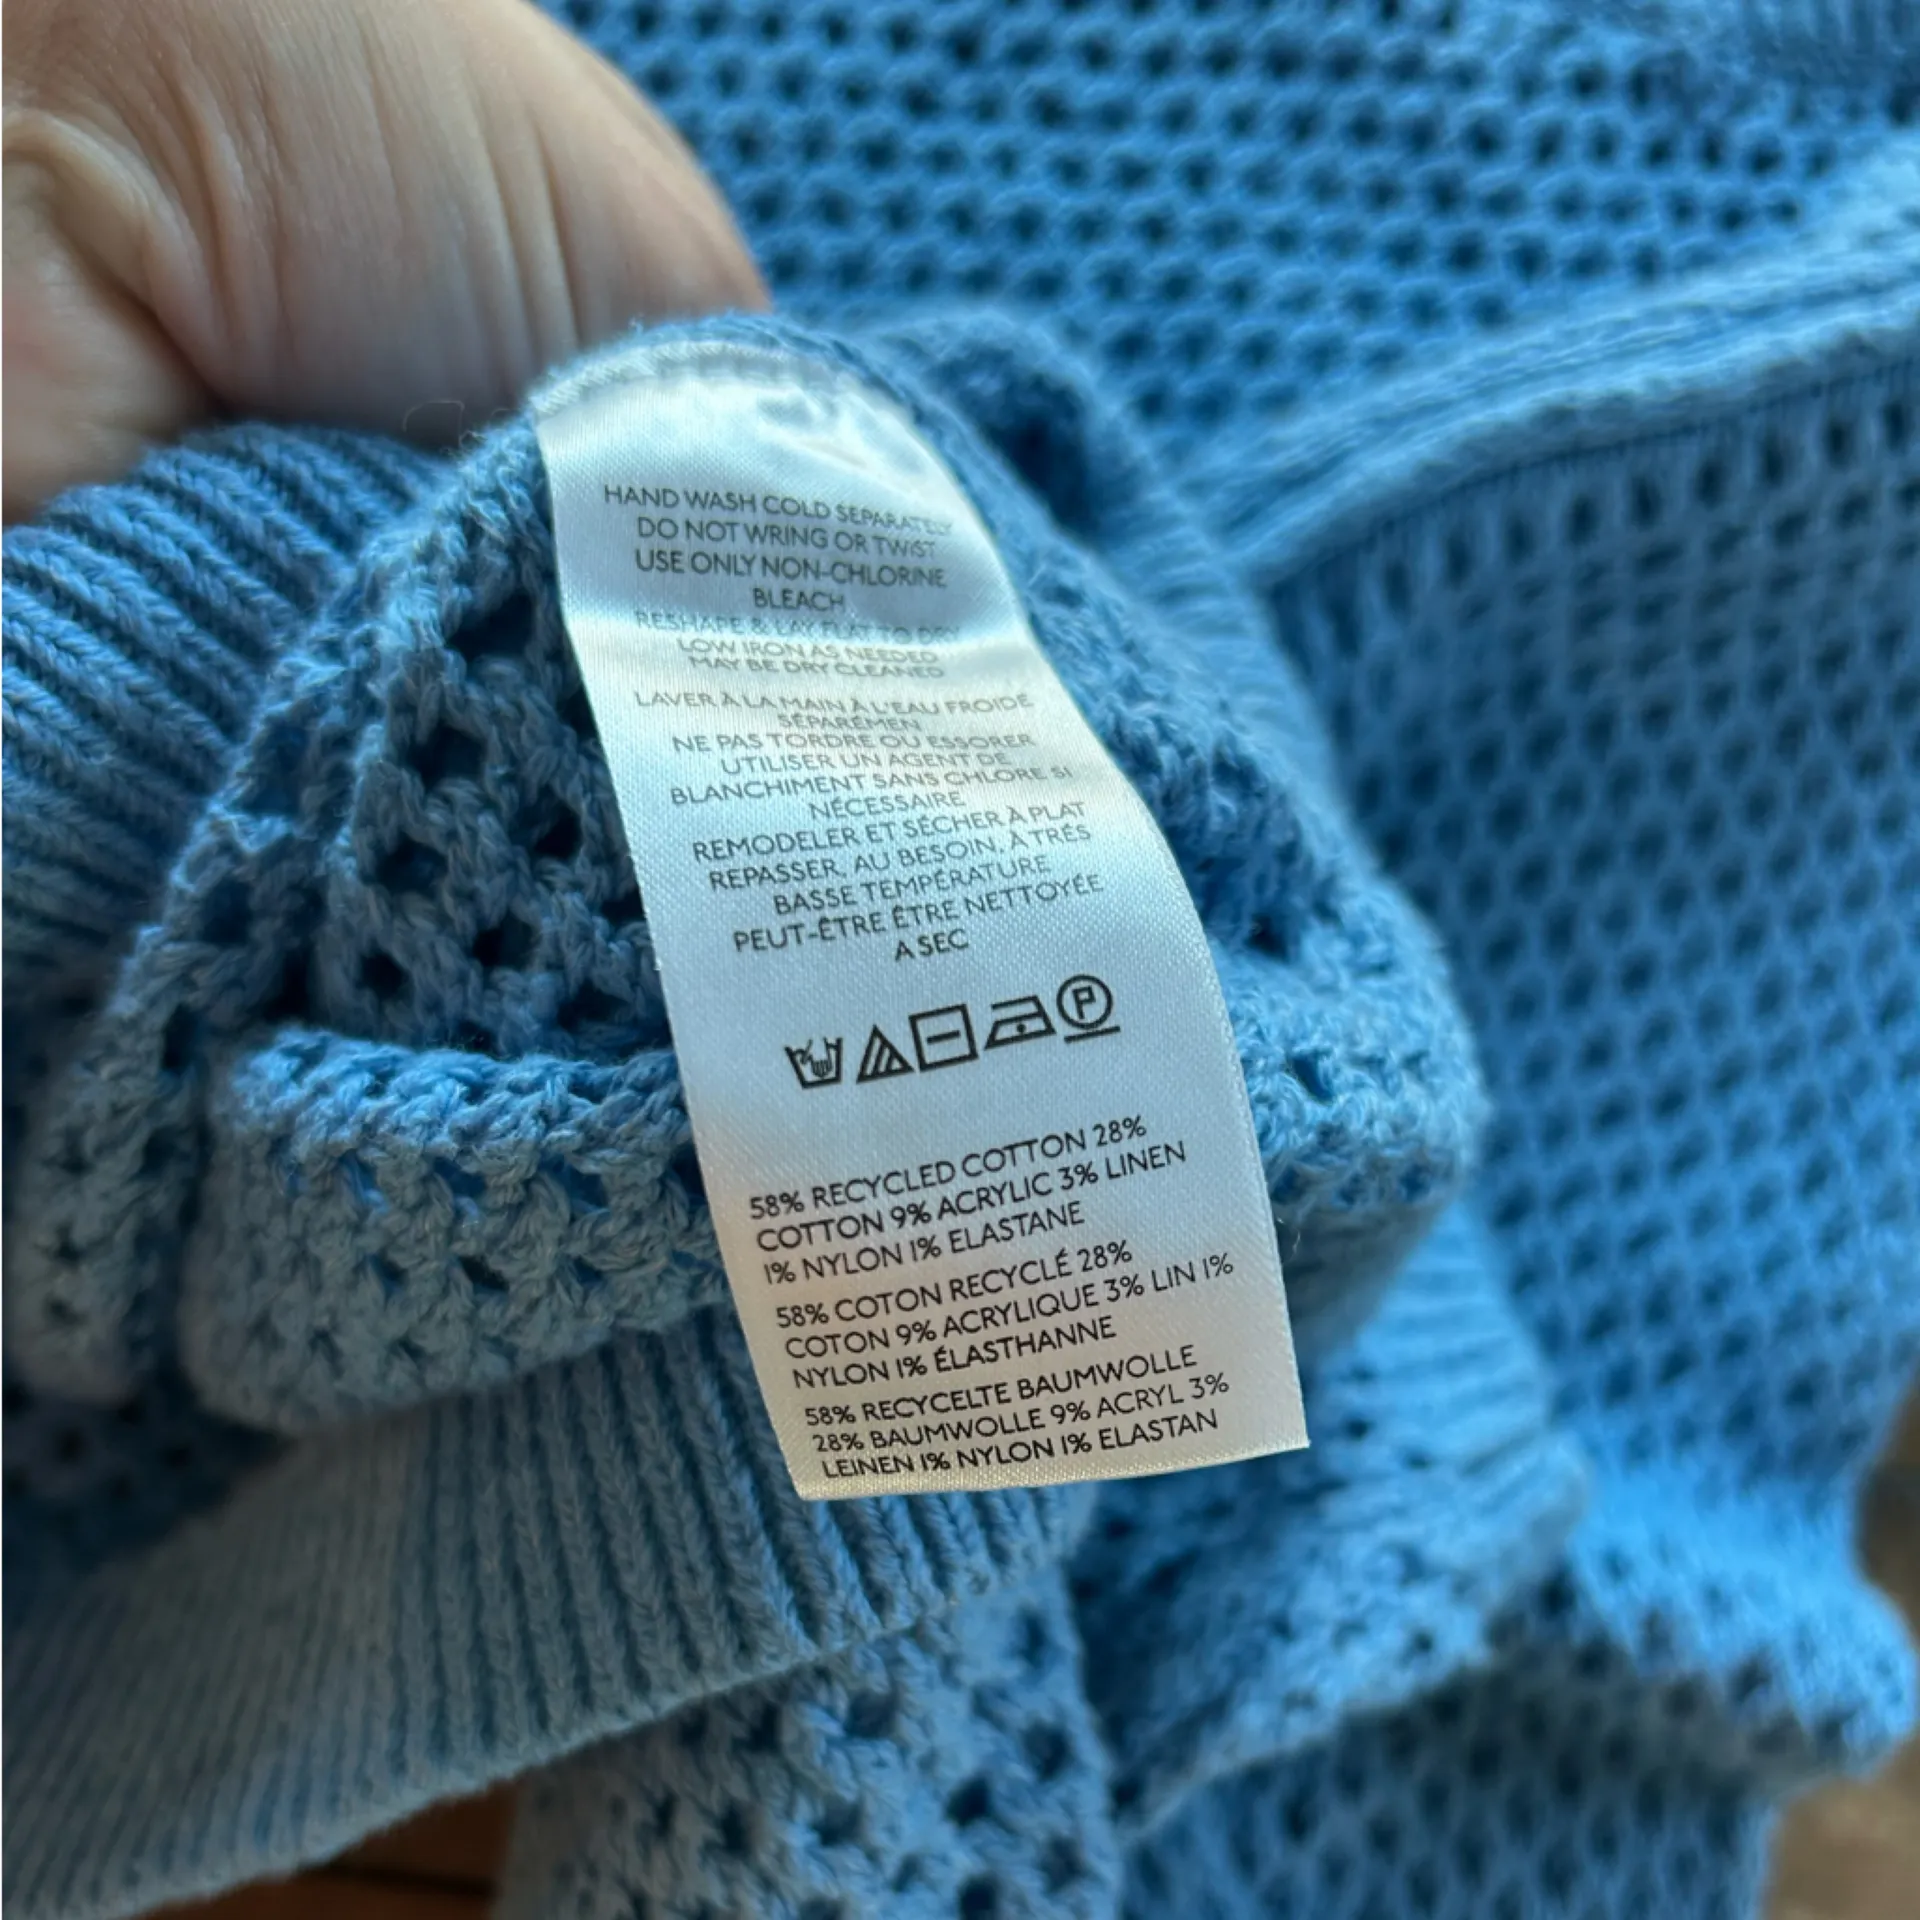 HAND WASH COLD SEPARATELY
DO NOT WRING OR TWIST
USE ONLY NON-CHLORINE
BLEACH
RESHAPE & LAY FLAT TO DRY
LOW IRON AS NEEDED
MAY BE DRY CLEANED
LAVER À LA MAIN À L'EAU FROIDE
SÉPARÉMEN
NE PAS TORDRE OU ESSORER
UTILISER UN AGENT DE
BLANCHIMENT SANS CHLORE SI
NÉCESSAIRE
REMODELER ET SÉCHER À PLAT
REPASSER, AU BESOIN, À TRÈS
BASSE TEMPÉRATURE
PEUT-ÊTRE ÊTRE NETTOYÉE
A SEC
P
58% RECYCLED COTTON 28%
COTTON 9% ACRYLIC 3% LINEN
1% NYLON 1% ELASTANE
58% COTON RECYCLÉ 28%
COTON 9% ACRYLIQUE 3% LIN 1%
NYLON 1% ÉLASTHANNE
58% RECYCELTE BAUMWOLLE
28% BAUMWOLLE 9% ACRYL 3%
LEINEN 1% NYLON 1% ELASTAN